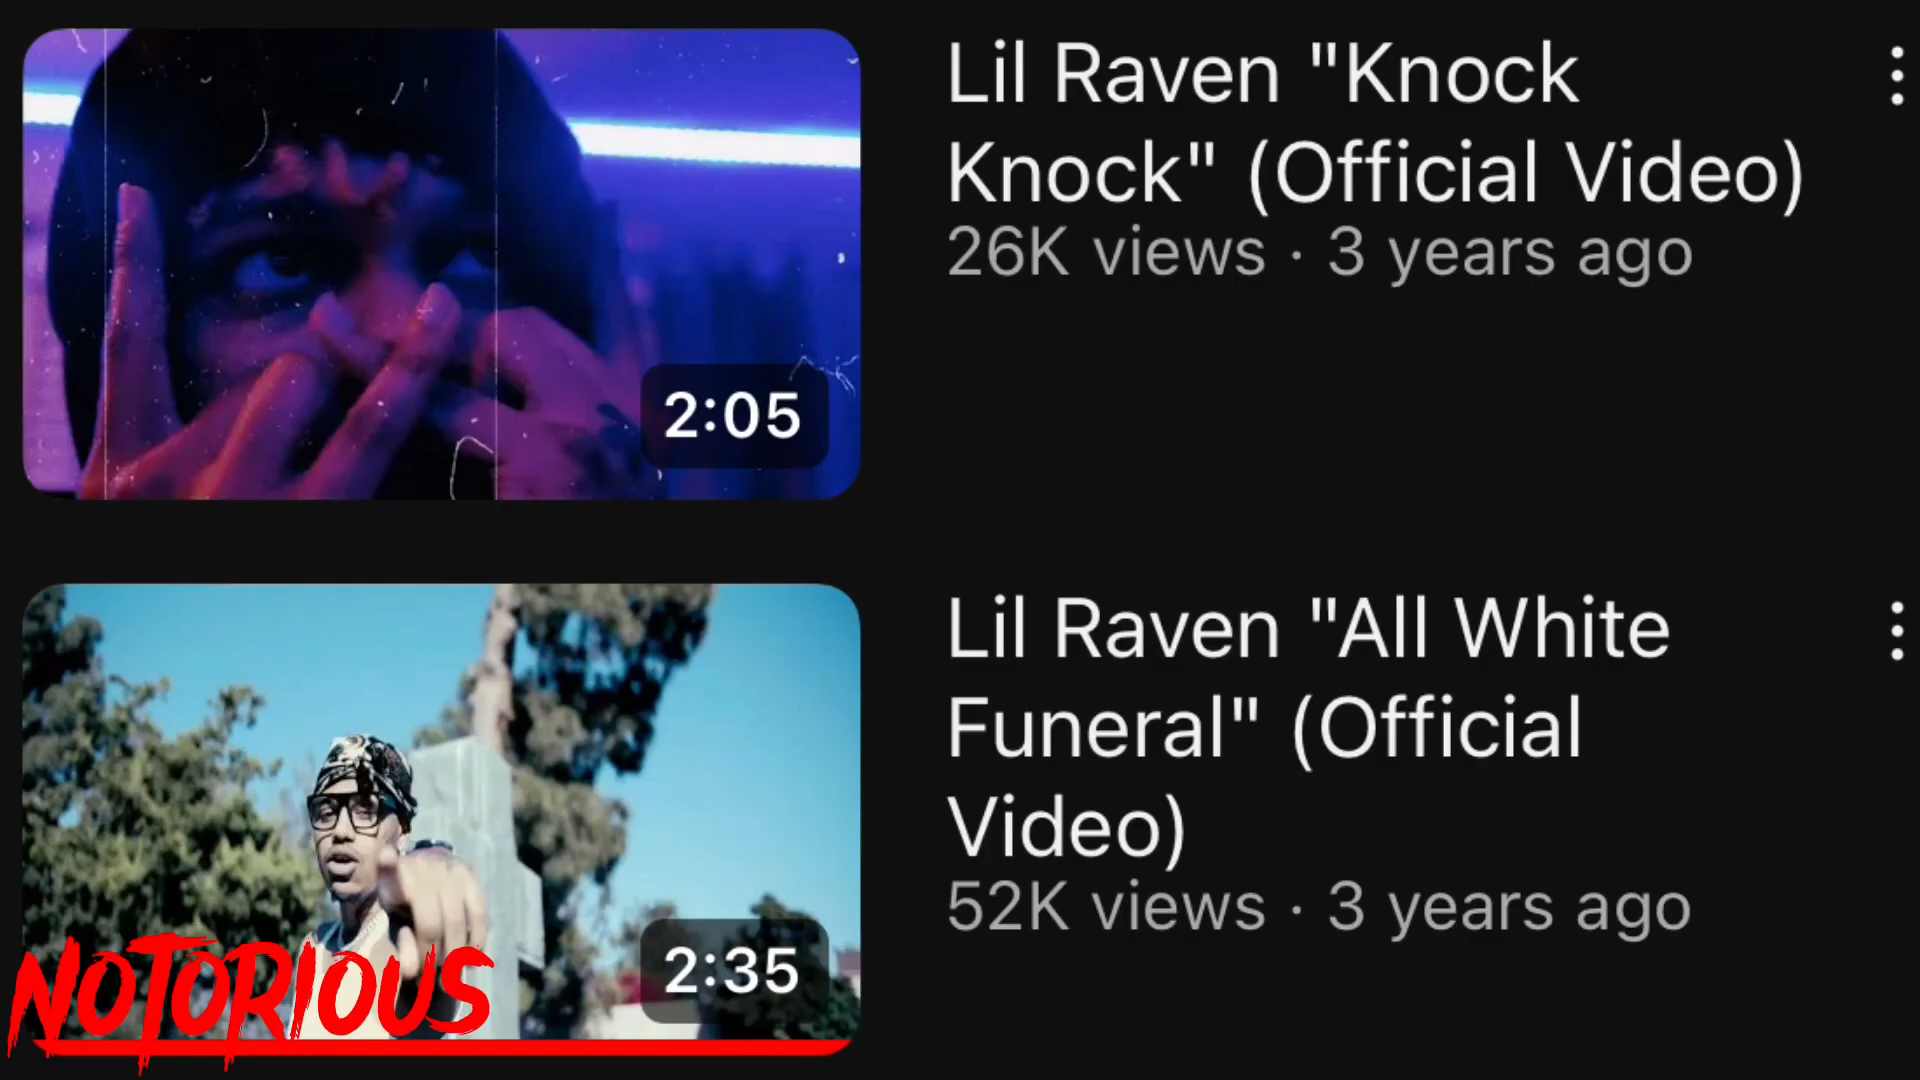 Lil Raven "Knock
Knock" (Official Video)
26K views · 3 years ago
2:05
Lil Raven "All White
Funeral" (Official
Video)
52K views · 3 years ago
2:35
NOTORIOUS